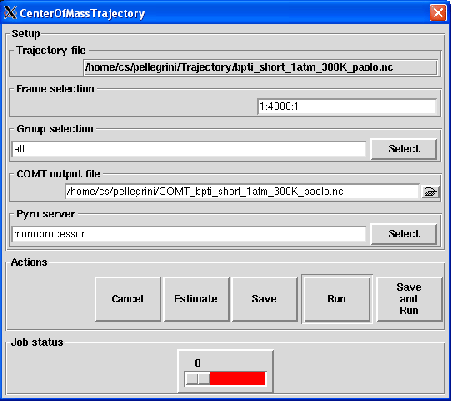 CenterOfMassTrajectory
Setup
Trajectory file
/home/cs/pellegrini/Trajectory/bpti_short_1atm_300K_paolo.nc
Frame selection
1:4000:1
Group selection
all
Select
COMT output file
/home/cs/pellegrini/COMT_bpti_short_1atm_300K_paolo.nc
Pyro server
monoprocessor
Select
Actions
Cancel
Estimate
Save
Run
Save
and
Run
Job status
0